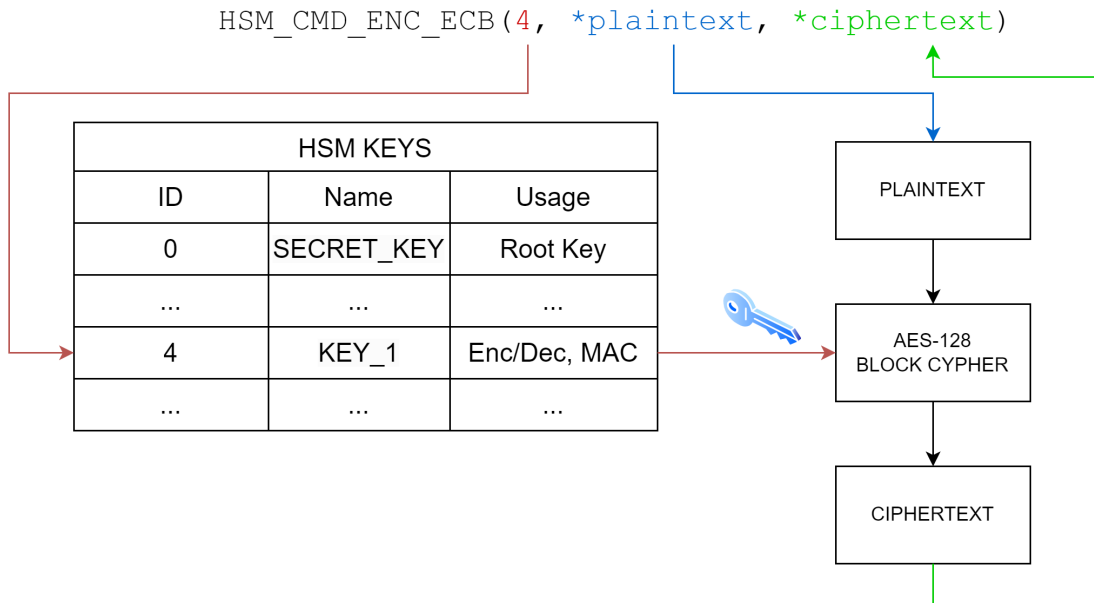 HSM_CMD_ENC_ECB(4, *plaintext, *ciphertext)
HSM KEYS
ID Name Usage
0 SECRET_KEY Root Key
... ... ...
4 KEY_1 Enc/Dec, MAC
... ... ...
PLAINTEXT
AES-128
BLOCK CYPHER
CIPHERTEXT